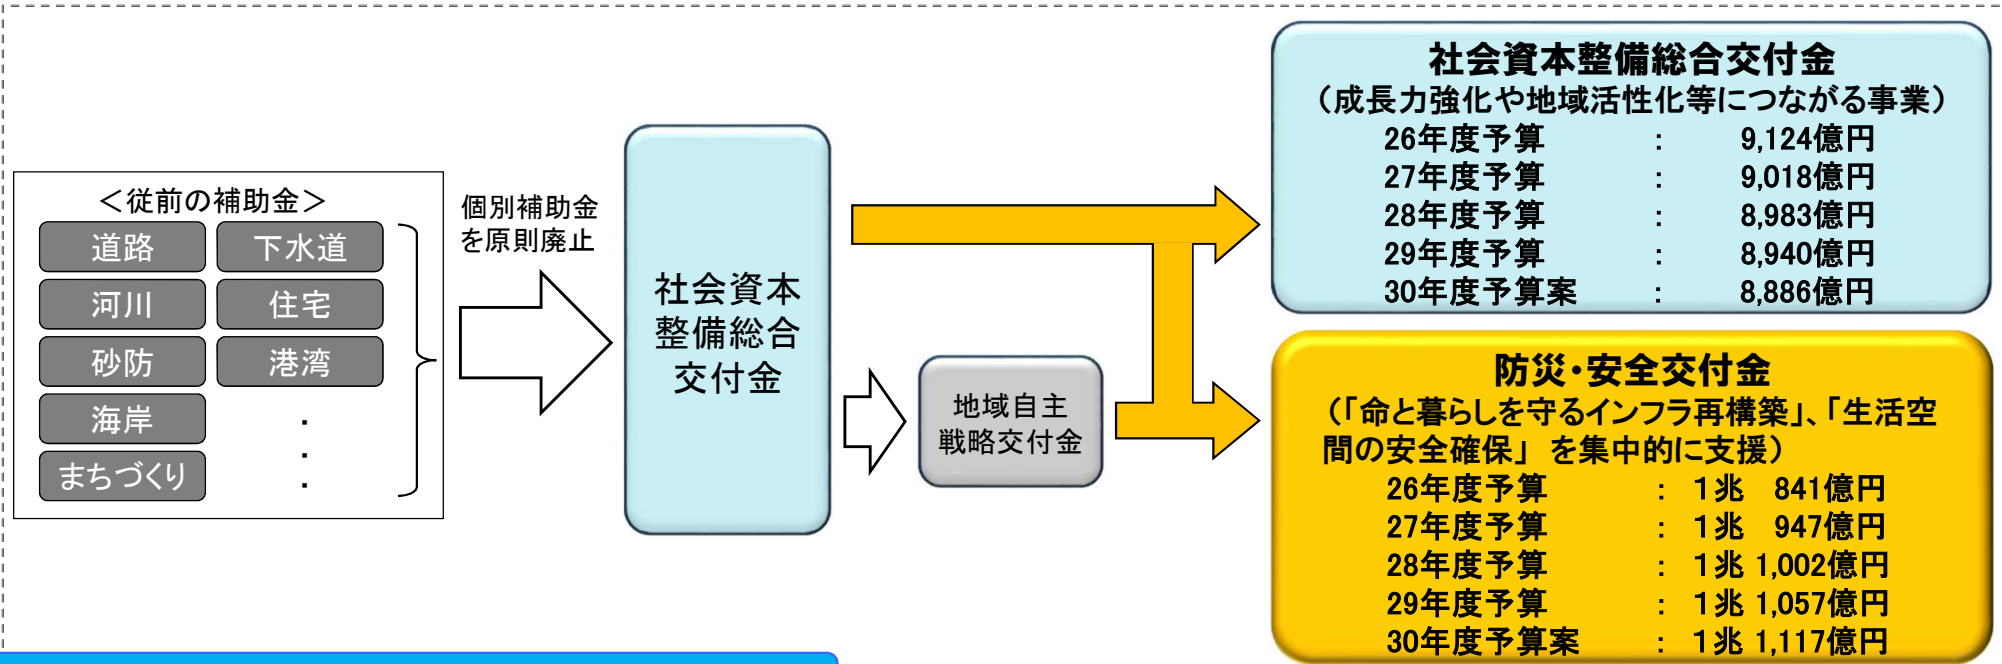 ＜従前の補助金＞
道路
下水道
河川
住宅
砂防
港湾
海岸
・
まちづくり
・
・
個別補助金
を原則廃止
社会資本
整備総合
交付金
地域自主
戦略交付金
社会資本整備総合交付金
（成長力強化や地域活性化等につながる事業）
26年度予算　：　9,124億円
27年度予算　：　9,018億円
28年度予算　：　8,983億円
29年度予算　：　8,940億円
30年度予算案　：　8,886億円
防災・安全交付金
（「命と暮らしを守るインフラ再構築」、「生活空
間の安全確保」 を集中的に支援）
26年度予算　：　1兆　841億円
27年度予算　：　1兆　947億円
28年度予算　：　1兆 1,002億円
29年度予算　：　1兆 1,057億円
30年度予算案　：　1兆 1,117億円